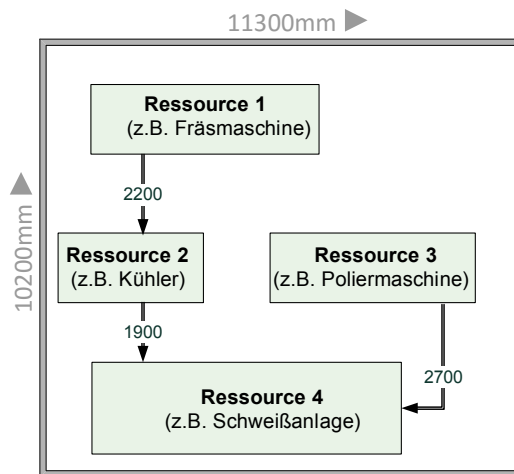 11300mm
Ressource 1
(z.B. Fräsmaschine)
2200
10200mm
Ressource 2
(z.B. Kühler)
Ressource 3
(z.B. Poliermaschine)
1900
2700
Ressource 4
(z.B. Schweißanlage)